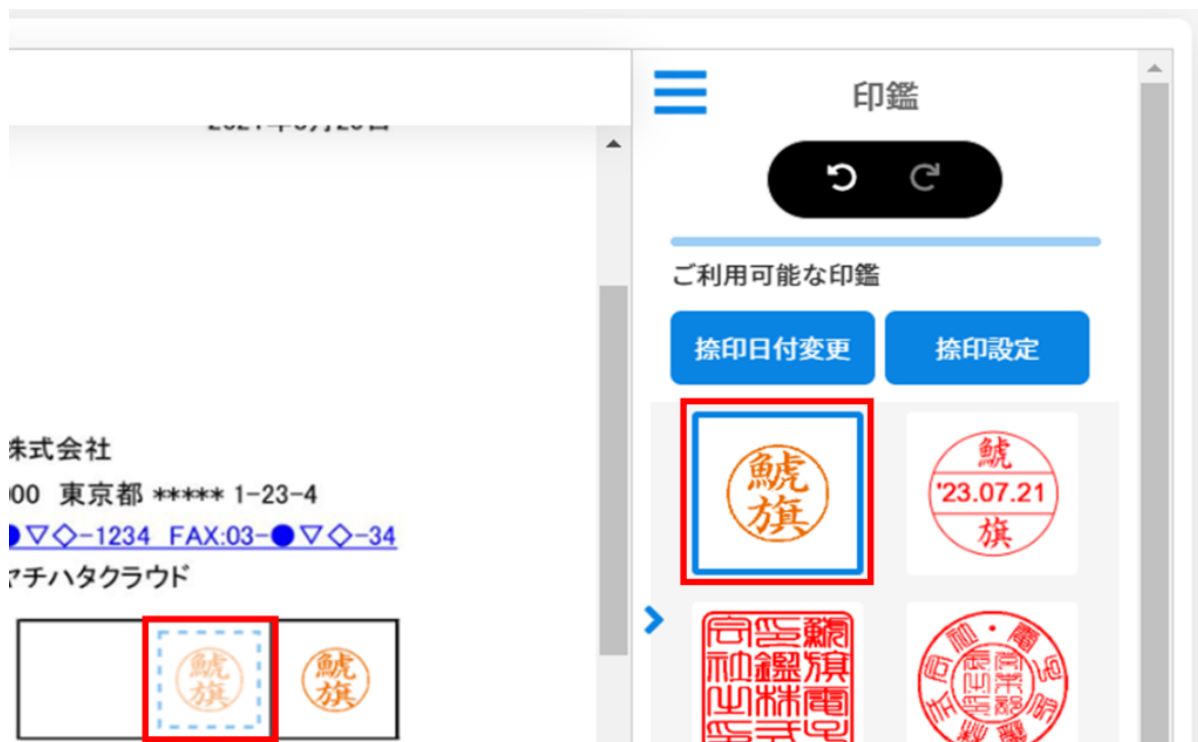 印鑑
ご利用可能な印鑑
捺印日付変更
捺印設定
株式会社
00 東京都 ***** 1-23-4
●▽◇-1234 FAX:03-●▽◇-34
ヤチハタクラウド
鯱旗
鯱旗
鯱旗
鯱
'23.07.21
旗